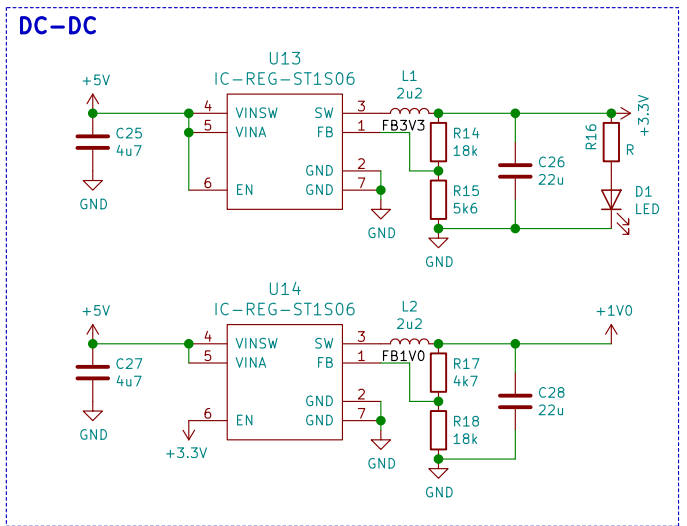 DC-DC
U13
IC-REG-ST1S06
+5V
C25
4u7
GND
4 VINSW SW 3
5 VINA FB 1
GND 2
6 EN GND 7
GND
L1
2u2
FB3V3
R14
18k
R15
5k6
GND
C26
22u
R16
R
+3.3V
D1
LED
U14
IC-REG-ST1S06
+5V
C27
4u7
GND
4 VINSW SW 3
5 VINA FB 1
GND 2
6 EN GND 7
+3.3V
GND
L2
2u2
FB1V0
R17
4k7
R18
18k
GND
C28
22u
+1V0